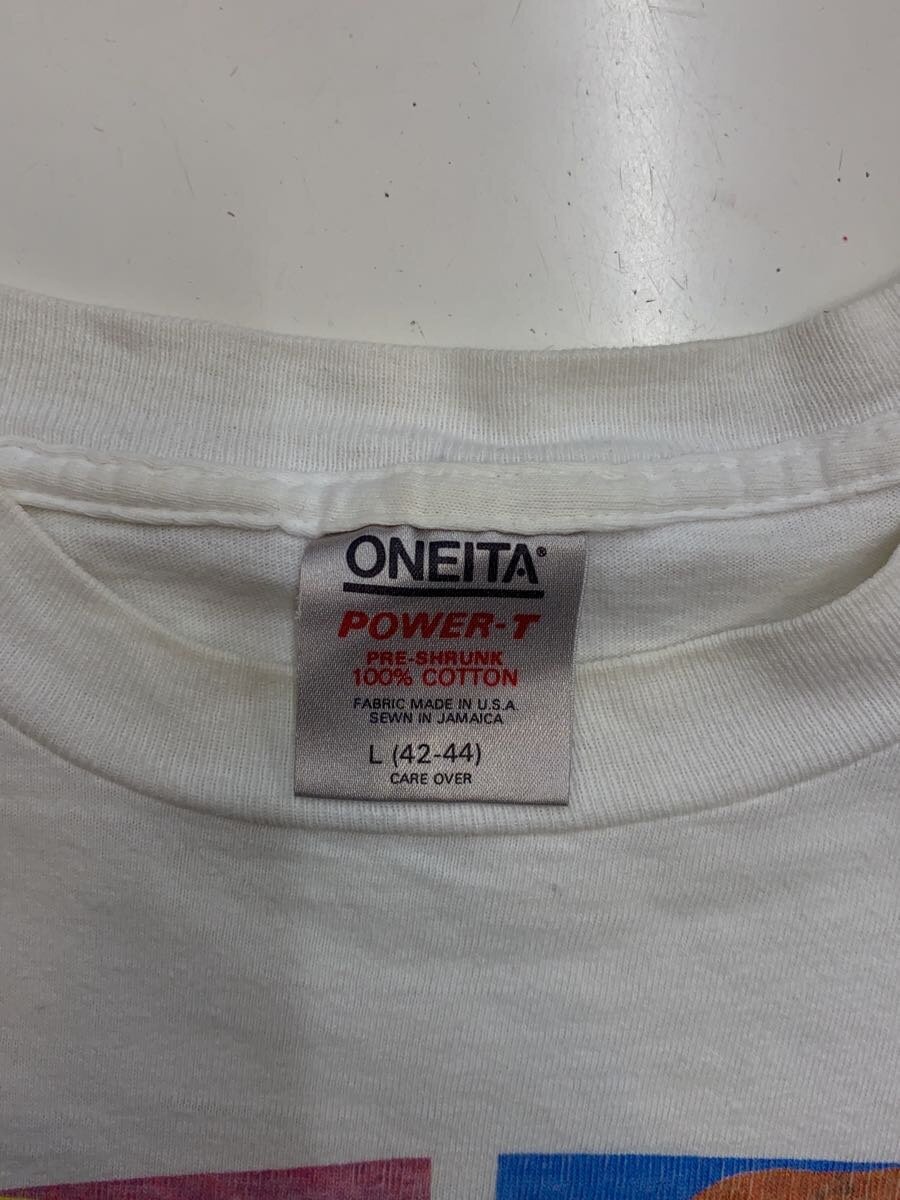 ONEITA®
POWER-T
PRE-SHRUNK
100% COTTON
FABRIC MADE IN U.S.A.
SEWN IN JAMAICA
L (42-44)
CARE OVER